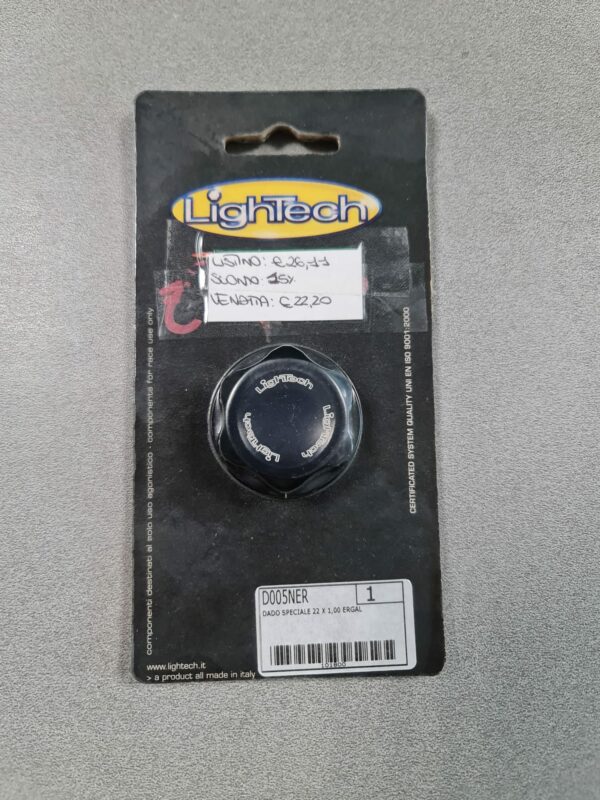 LighTech
LISTINO: € 26,11
SCONTO: 15%
VENDITA: € 22,20
LighTech
LighTech
LighTech
componenti destinati al solo uso agonistico - components for race use only
CERTIFICATED SYSTEM QUALITY UNI EN ISO 9001:2000
D005NER 1
DADO SPECIALE 22 X 1,00 ERGAL
www.lightech.it
> a product all made in italy